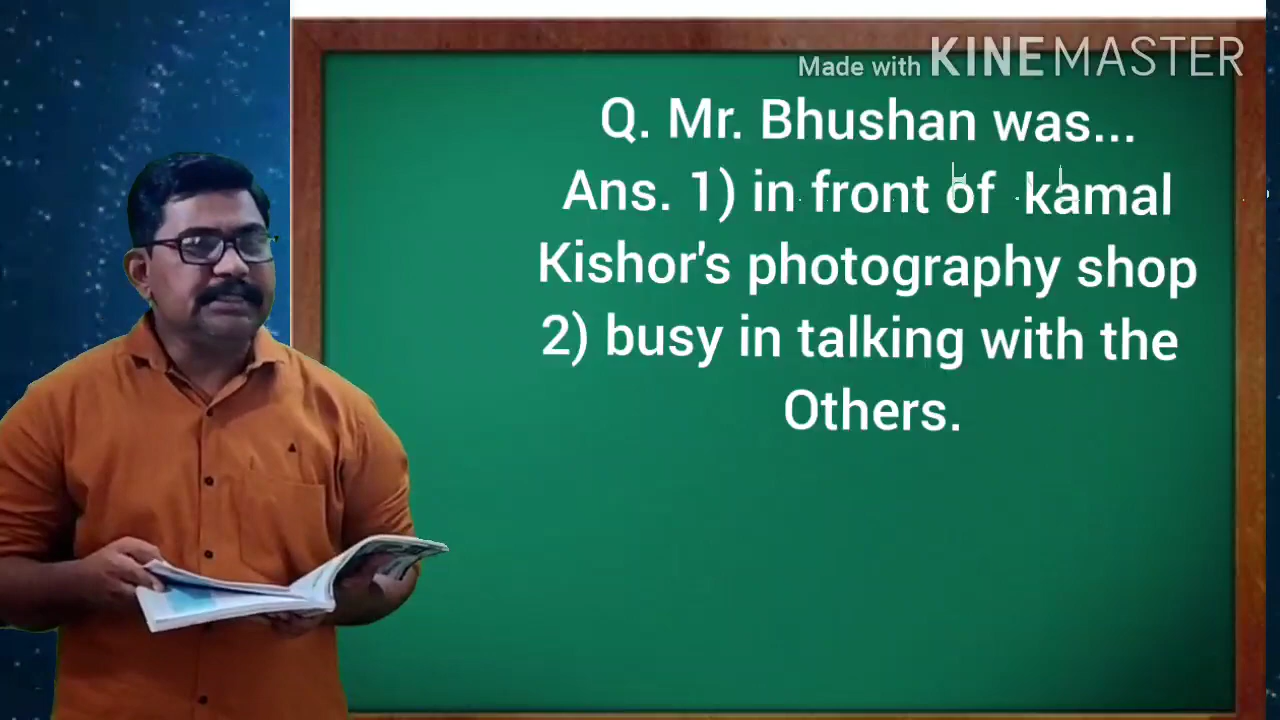 Made with KINEMASTER
Q. Mr. Bhushan was...
Ans. 1) in front of kamal
Kishor's photography shop
2) busy in talking with the
Others.